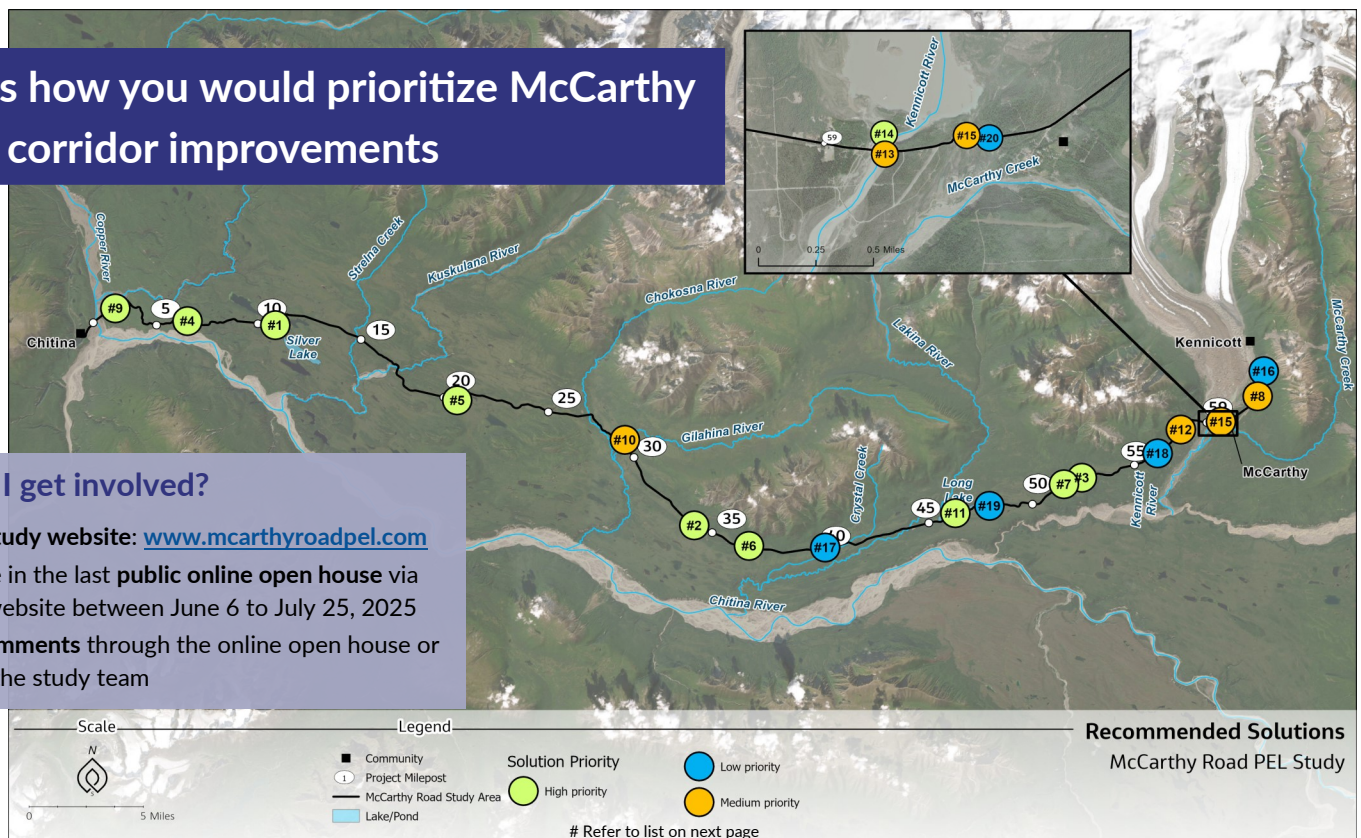 s how you would prioritize McCarthy
corridor improvements
Kennicott River
59
#14
#13
#15
#20
McCarthy Creek
0 0.25 0.5 Miles
Copper River
Strelna Creek
Kuskulana River
Chokosna River
Lakina River
Gilahina River
Crystal Creek
Long
Lake
Silver
Lake
Chitina River
Kennicott
River
McCarthy Creek
Chitina
Kennicott
McCarthy
#9
5
#4
10
#1
15
20
#5
25
#10
30
#2
35
#6
#17
45
#11
#19
50
#7
#3
55
#18
#12
#15
#8
#16
I get involved?
tudy website: www.mcarthyroadpel.com
e in the last public online open house via
website between June 6 to July 25, 2025
mments through the online open house or
he study team
Scale
N
0 5 Miles
Legend
Community
1 Project Milepost
McCarthy Road Study Area
Lake/Pond
Solution Priority
High priority
Low priority
Medium priority
# Refer to list on next page
Recommended Solutions
McCarthy Road PEL Study